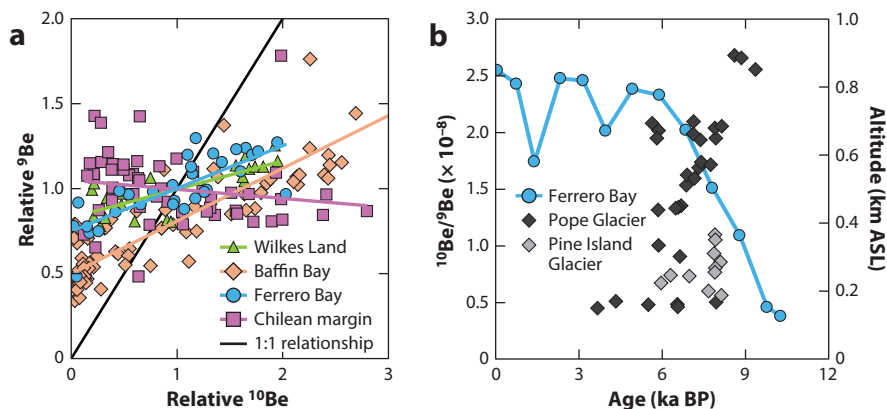 a
2.0
1.5
1.0
0.5
0
0
1
2
3
Relative ⁹Be
Relative ¹⁰Be
Wilkes Land
Baffin Bay
Ferrero Bay
Chilean margin
1:1 relationship
b
3.0
2.5
2.0
1.5
1.0
0.5
0
0
3
6
9
12
1.0
0.8
0.6
0.4
0.2
0
¹⁰Be/⁹Be (× 10⁻⁸)
Altitude (km ASL)
Age (ka BP)
Ferrero Bay
Pope Glacier
Pine Island
Glacier